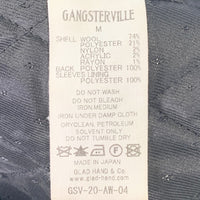 GANGSTERVILLE
M
SHELL WOOL 74%
POLYESTER 21%
NYLON 2%
ACRYLIC 2%
RAYON 1%
BACK POLYESTER 100%
SLEEVES LINING
POLYESTER 100%
DO NOT WASH
DO NOT BLEACH
IRON MEDIUM
IRON UNDER DAMP CLOTH
DRYCLEAN, PETROLEUM
SOLVENT ONLY
DO NOT TUMBLE DRY
MADE IN JAPAN
GLAD HAND & Co.
www.glad-hand.com
GSV-20-AW-04